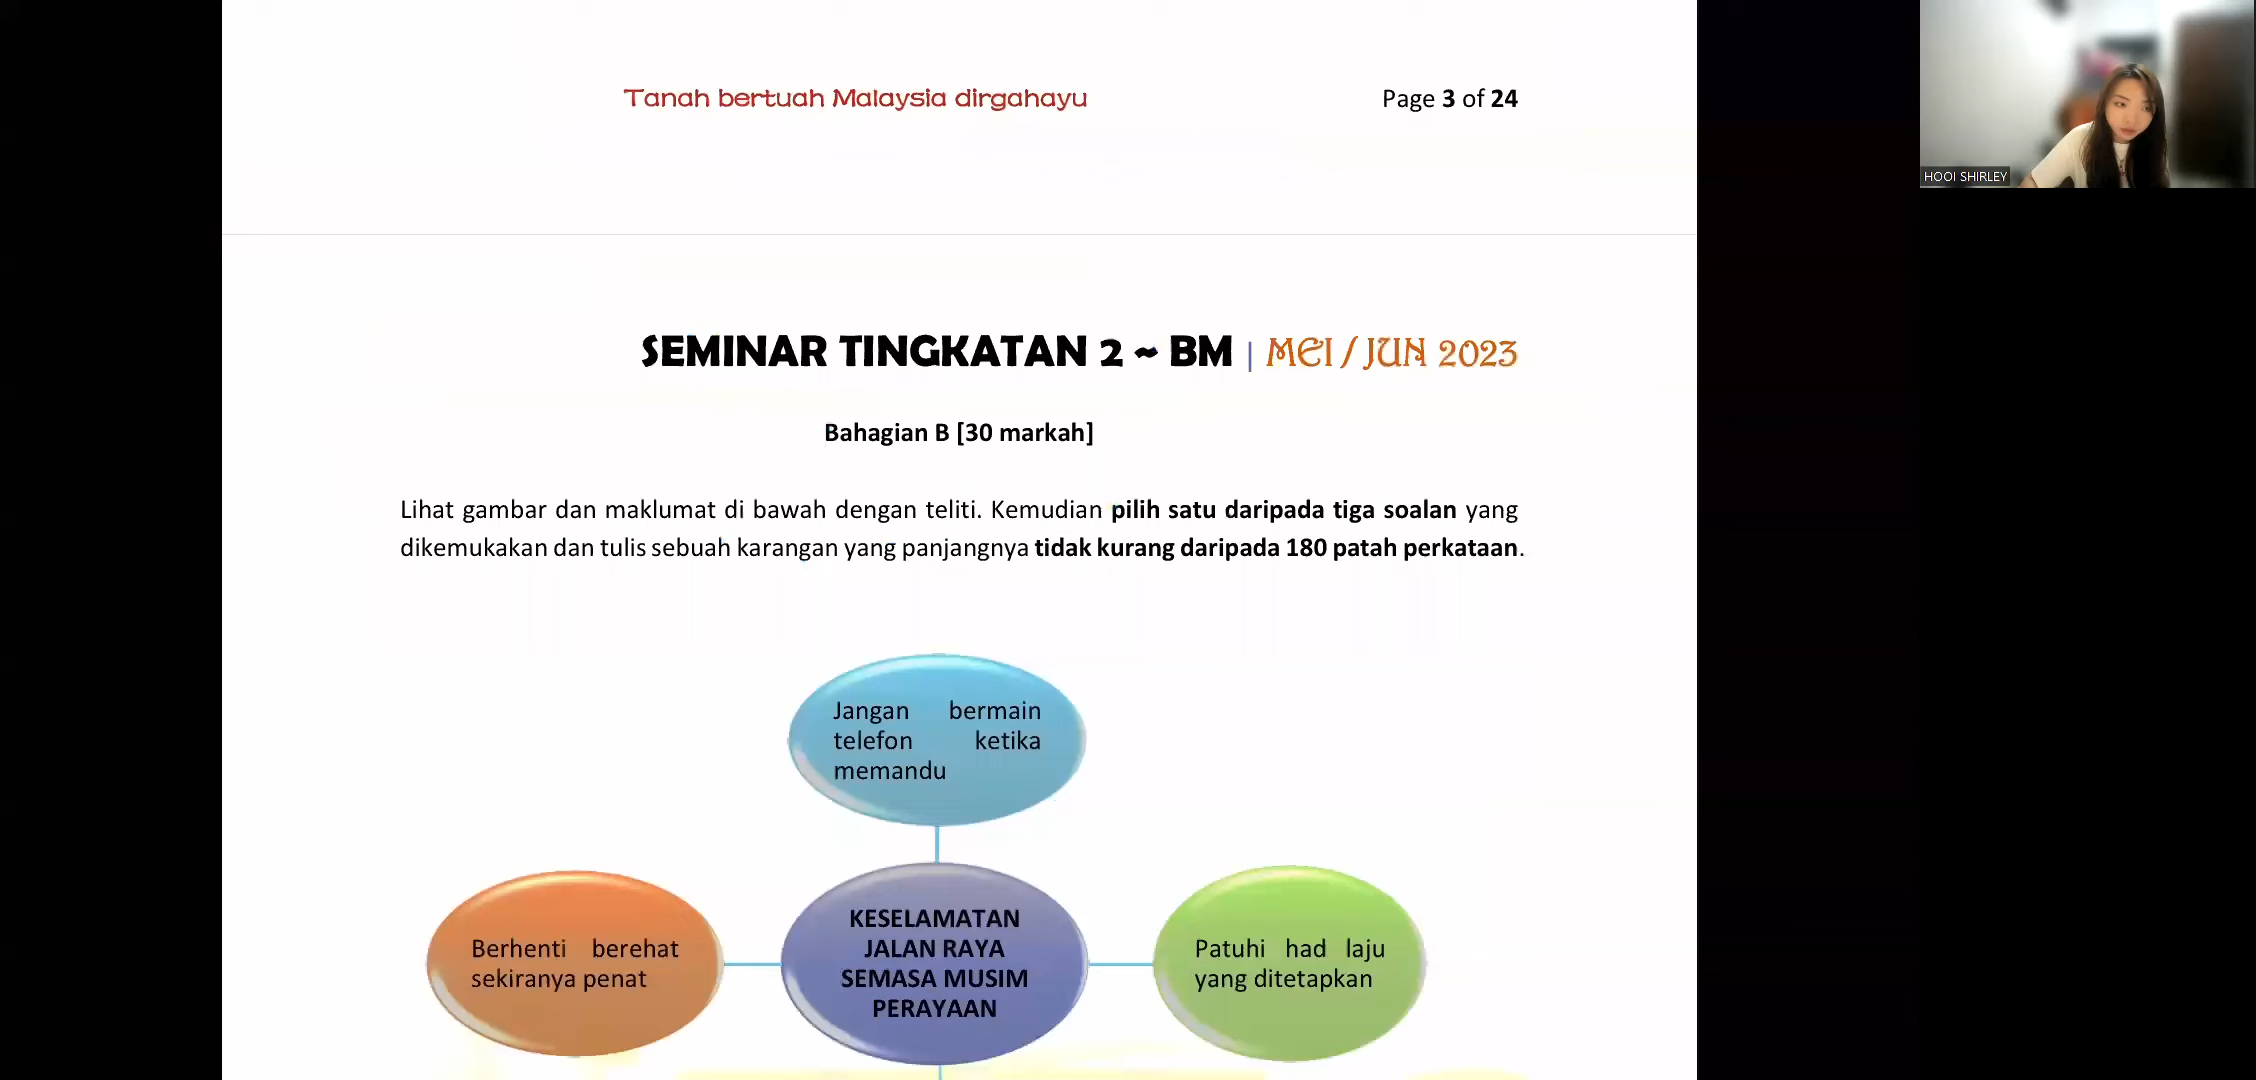 Tanah bertuah Malaysia dirgahayu
Page 3 of 24
HOOI SHIRLEY
SEMINAR TINGKATAN 2 ~ BM | MEI / JUN 2023
Bahagian B [30 markah]
Lihat gambar dan maklumat di bawah dengan teliti. Kemudian pilih satu daripada tiga soalan yang
dikemukakan dan tulis sebuah karangan yang panjangnya tidak kurang daripada 180 patah perkataan.
Jangan bermain
telefon ketika
memandu
Berhenti berehat
sekiranya penat
KESELAMATAN
JALAN RAYA
SEMASA MUSIM
PERAYAAN
Patuhi had laju
yang ditetapkan